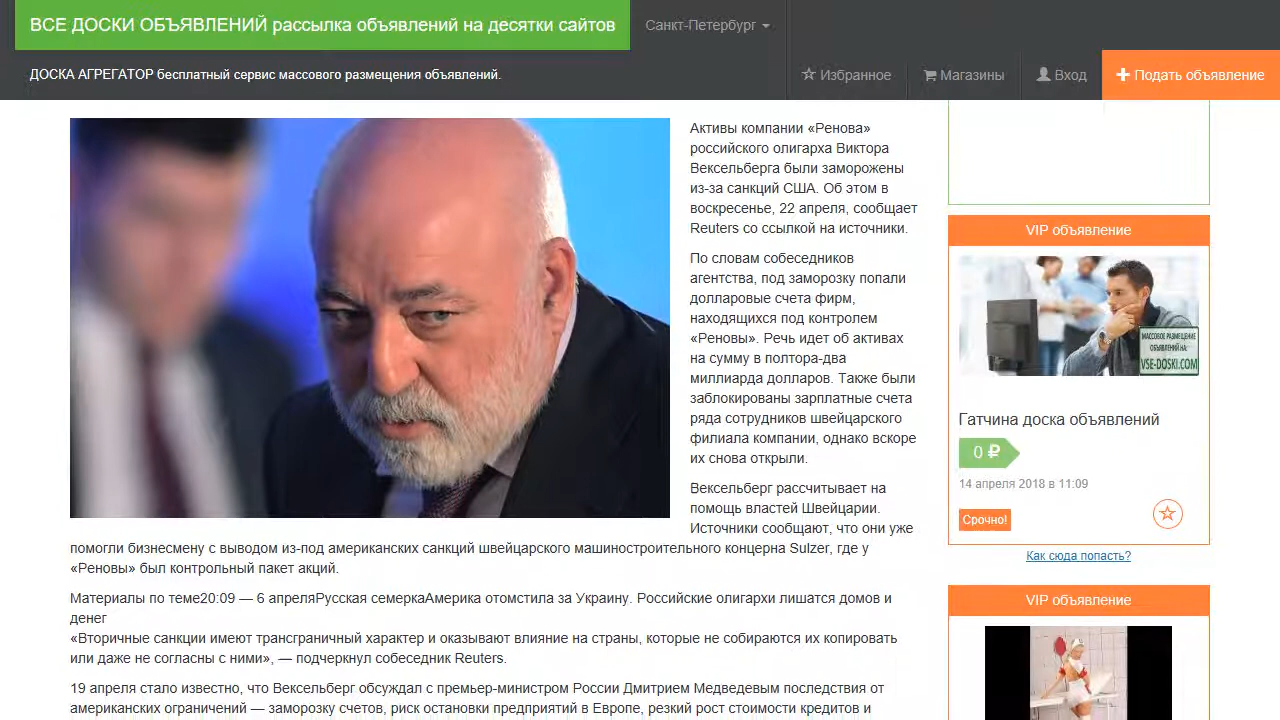 ВСЕ ДОСКИ ОБЪЯВЛЕНИЙ рассылка объявлений на десятки сайтов
Санкт-Петербург
ДОСКА АГРЕГАТОР бесплатный сервис массового размещения объявлений.
Избранное
Магазины
Вход
Подать объявление
Активы компании «Ренова»
российского олигарха Виктора
Вексельберга были заморожены
из-за санкций США. Об этом в
воскресенье, 22 апреля, сообщает
Reuters со ссылкой на источники.
По словам собеседников
агентства, под заморозку попали
долларовые счета фирм,
находящихся под контролем
«Реновы». Речь идет об активах
на сумму в полтора-два
миллиарда долларов. Также были
заблокированы зарплатные счета
ряда сотрудников швейцарского
филиала компании, однако вскоре
их снова открыли.
Вексельберг рассчитывает на
помощь властей Швейцарии.
Источники сообщают, что они уже
помогли бизнесмену с выводом из-под американских санкций швейцарского машиностроительного концерна Sulzer, где у
«Реновы» был контрольный пакет акций.
Материалы по теме20:09 — 6 апреляРусская семеркаАмерика отомстила за Украину. Российские олигархи лишатся домов и
денег
«Вторичные санкции имеют трансграничный характер и оказывают влияние на страны, которые не собираются их копировать
или даже не согласны с ними», — подчеркнул собеседник Reuters.
19 апреля стало известно, что Вексельберг обсуждал с премьер-министром России Дмитрием Медведевым последствия от
американских ограничений — заморозку счетов, риск остановки предприятий в Европе, резкий рост стоимости кредитов и
VIP объявление
МАССОВОЕ РАЗМЕЩЕНИЕ
ОБЪЯВЛЕНИЙ НА:
VSE-DOSKI.COM
Гатчина доска объявлений
0 ₽
14 апреля 2018 в 11:09
Срочно!
Как сюда попасть?
VIP объявление